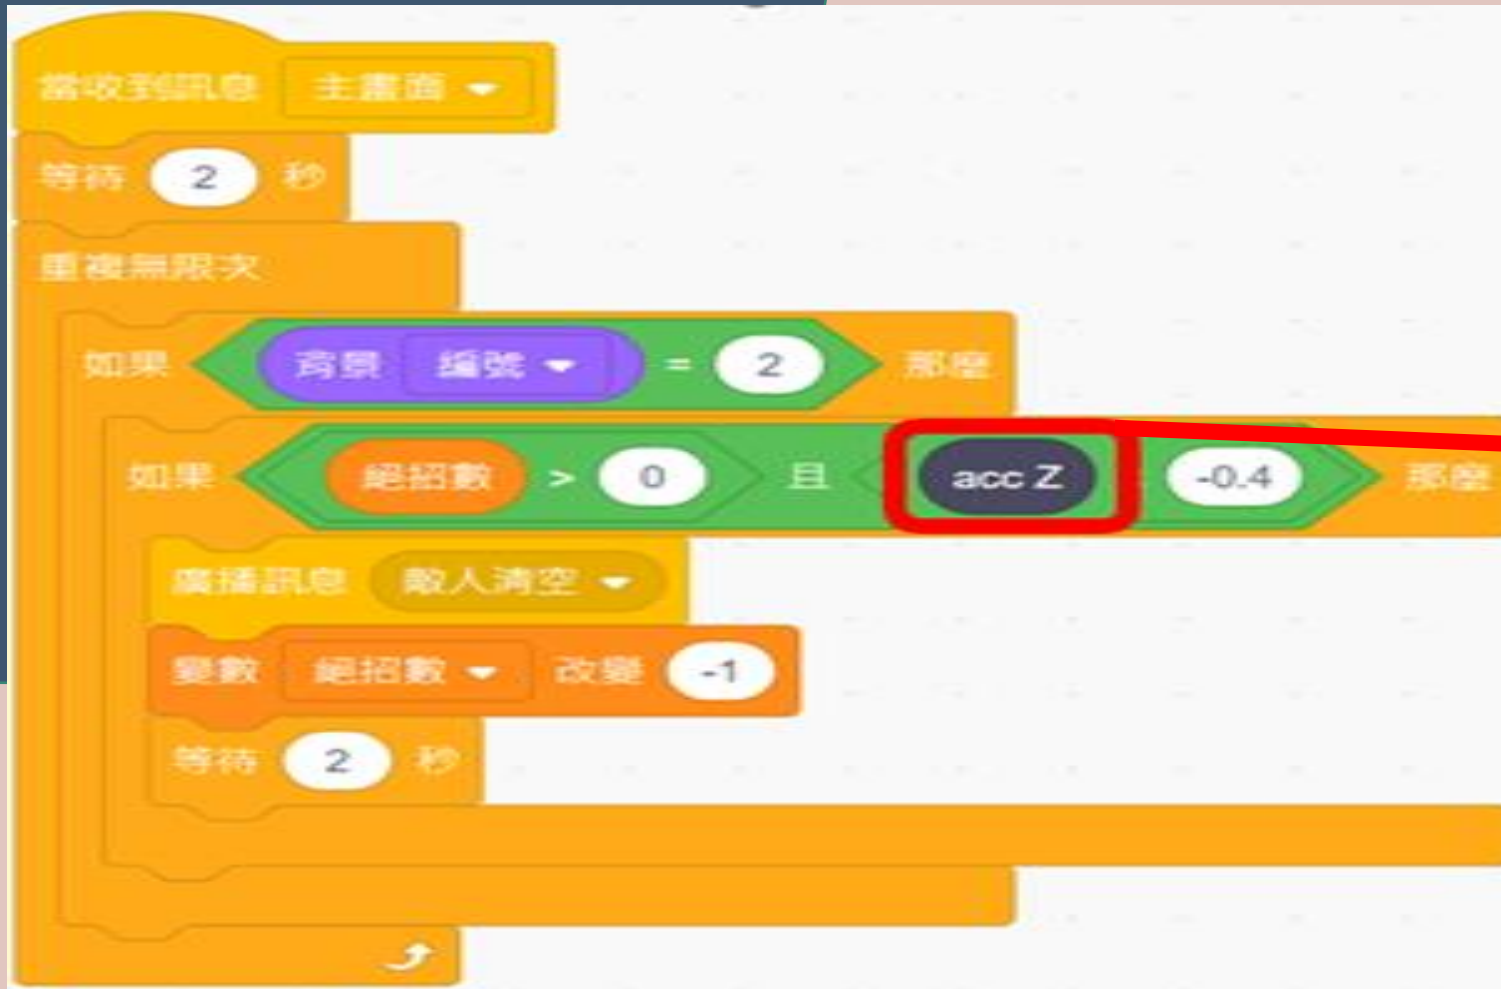 當收到訊息 主畫面
等待 2 秒
重複無限次
如果 背景 編號 = 2 那麼
如果 絕招數 > 0 且 acc Z -0.4 那麼
廣播訊息 敵人清空
變數 絕招數 改變 -1
等待 2 秒